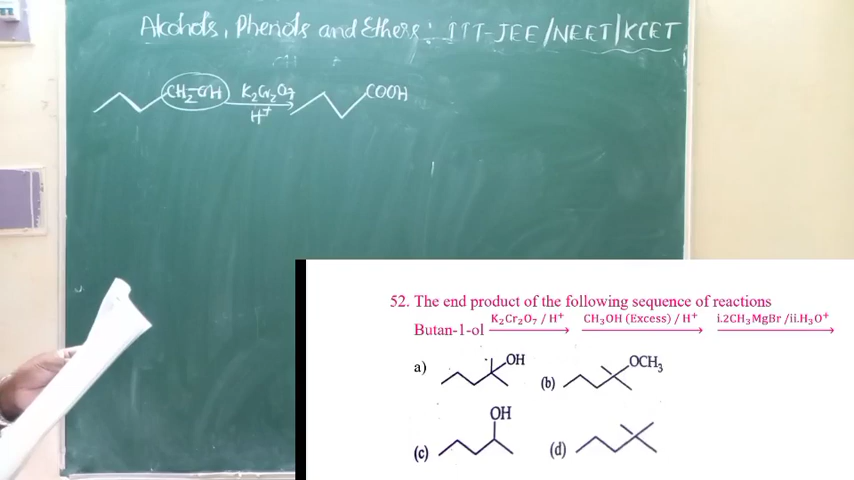 Alcohols, Phenols and Ethers: IIT-JEE/NEET/KCET
CH2-OH K2Cr2O7 COOH
H+
52. The end product of the following sequence of reactions
Butan-1-ol K₂Cr₂O₇ / H⁺ CH₃OH (Excess) / H⁺ i.2CH₃MgBr /ii.H₃O⁺
a) OH (b) OCH₃
(c) OH (d)